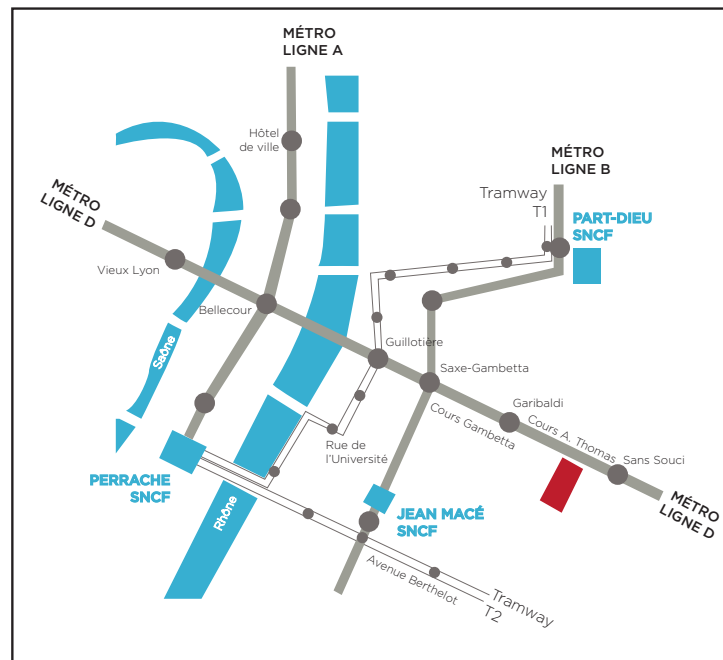 MÉTRO
LIGNE A
Hôtel
de ville
MÉTRO
LIGNE B
Tramway
T1
PART-DIEU
SNCF
MÉTRO
LIGNE D
Vieux Lyon
Bellecour
Saône
Guillotière
Saxe-Gambetta
Garibaldi
Cours Gambetta
Cours A. Thomas
Sans Souci
Rue de
l'Université
PERRACHE
SNCF
Rhône
JEAN MACÉ
SNCF
MÉTRO
LIGNE D
Avenue Berthelot
Tramway
T2